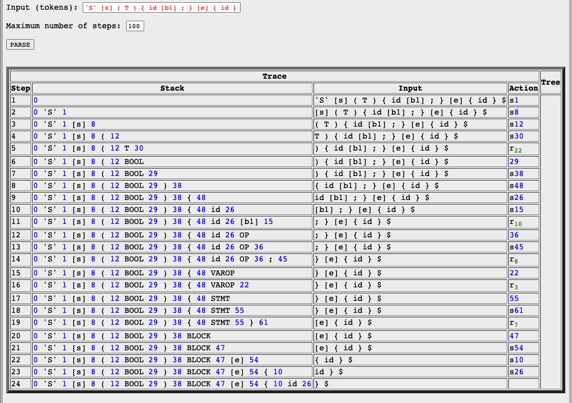 Input (tokens): 'S' [s] ( T ) { id [bl] ; } [e] { id }
Maximum number of steps: 100
PARSE
Trace Tree
Step Stack Input Action
1 0 'S' [s] ( T ) { id [bl] ; } [e] { id } $ s1
2 0 'S' 1 [s] ( T ) { id [bl] ; } [e] { id } $ s8
3 0 'S' 1 [s] 8 ( T ) { id [bl] ; } [e] { id } $ s12
4 0 'S' 1 [s] 8 ( 12 T ) { id [bl] ; } [e] { id } $ s30
5 0 'S' 1 [s] 8 ( 12 T 30 ) { id [bl] ; } [e] { id } $ r22
6 0 'S' 1 [s] 8 ( 12 BOOL ) { id [bl] ; } [e] { id } $ 29
7 0 'S' 1 [s] 8 ( 12 BOOL 29 ) { id [bl] ; } [e] { id } $ s38
8 0 'S' 1 [s] 8 ( 12 BOOL 29 ) 38 { id [bl] ; } [e] { id } $ s48
9 0 'S' 1 [s] 8 ( 12 BOOL 29 ) 38 { 48 id [bl] ; } [e] { id } $ s26
10 0 'S' 1 [s] 8 ( 12 BOOL 29 ) 38 { 48 id 26 [bl] ; } [e] { id } $ s15
11 0 'S' 1 [s] 8 ( 12 BOOL 29 ) 38 { 48 id 26 [bl] 15 ; } [e] { id } $ r10
12 0 'S' 1 [s] 8 ( 12 BOOL 29 ) 38 { 48 id 26 OP ; } [e] { id } $ 36
13 0 'S' 1 [s] 8 ( 12 BOOL 29 ) 38 { 48 id 26 OP 36 ; } [e] { id } $ s45
14 0 'S' 1 [s] 8 ( 12 BOOL 29 ) 38 { 48 id 26 OP 36 ; 45 } [e] { id } $ r8
15 0 'S' 1 [s] 8 ( 12 BOOL 29 ) 38 { 48 VAROP } [e] { id } $ 22
16 0 'S' 1 [s] 8 ( 12 BOOL 29 ) 38 { 48 VAROP 22 } [e] { id } $ r3
17 0 'S' 1 [s] 8 ( 12 BOOL 29 ) 38 { 48 STMT } [e] { id } $ 55
18 0 'S' 1 [s] 8 ( 12 BOOL 29 ) 38 { 48 STMT 55 } [e] { id } $ s61
19 0 'S' 1 [s] 8 ( 12 BOOL 29 ) 38 { 48 STMT 55 } 61 [e] { id } $ r7
20 0 'S' 1 [s] 8 ( 12 BOOL 29 ) 38 BLOCK [e] { id } $ 47
21 0 'S' 1 [s] 8 ( 12 BOOL 29 ) 38 BLOCK 47 [e] { id } $ s54
22 0 'S' 1 [s] 8 ( 12 BOOL 29 ) 38 BLOCK 47 [e] 54 { id } $ s10
23 0 'S' 1 [s] 8 ( 12 BOOL 29 ) 38 BLOCK 47 [e] 54 { 10 id } $ s26
24 0 'S' 1 [s] 8 ( 12 BOOL 29 ) 38 BLOCK 47 [e] 54 { 10 id 26 } $